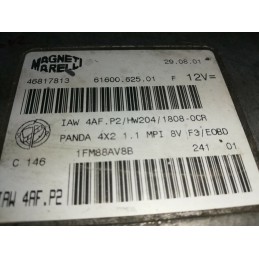 MAGNETI MARELLI 29.08.01
46817813 61600.625.01 F 12V=
IAW 4AF.P2/HW204/1808-0CR
PANDA 4X2 1.1 MPI 8V F3/EOBD
C 146 1FM88AV8B 241 01
IAW 4AF.P2